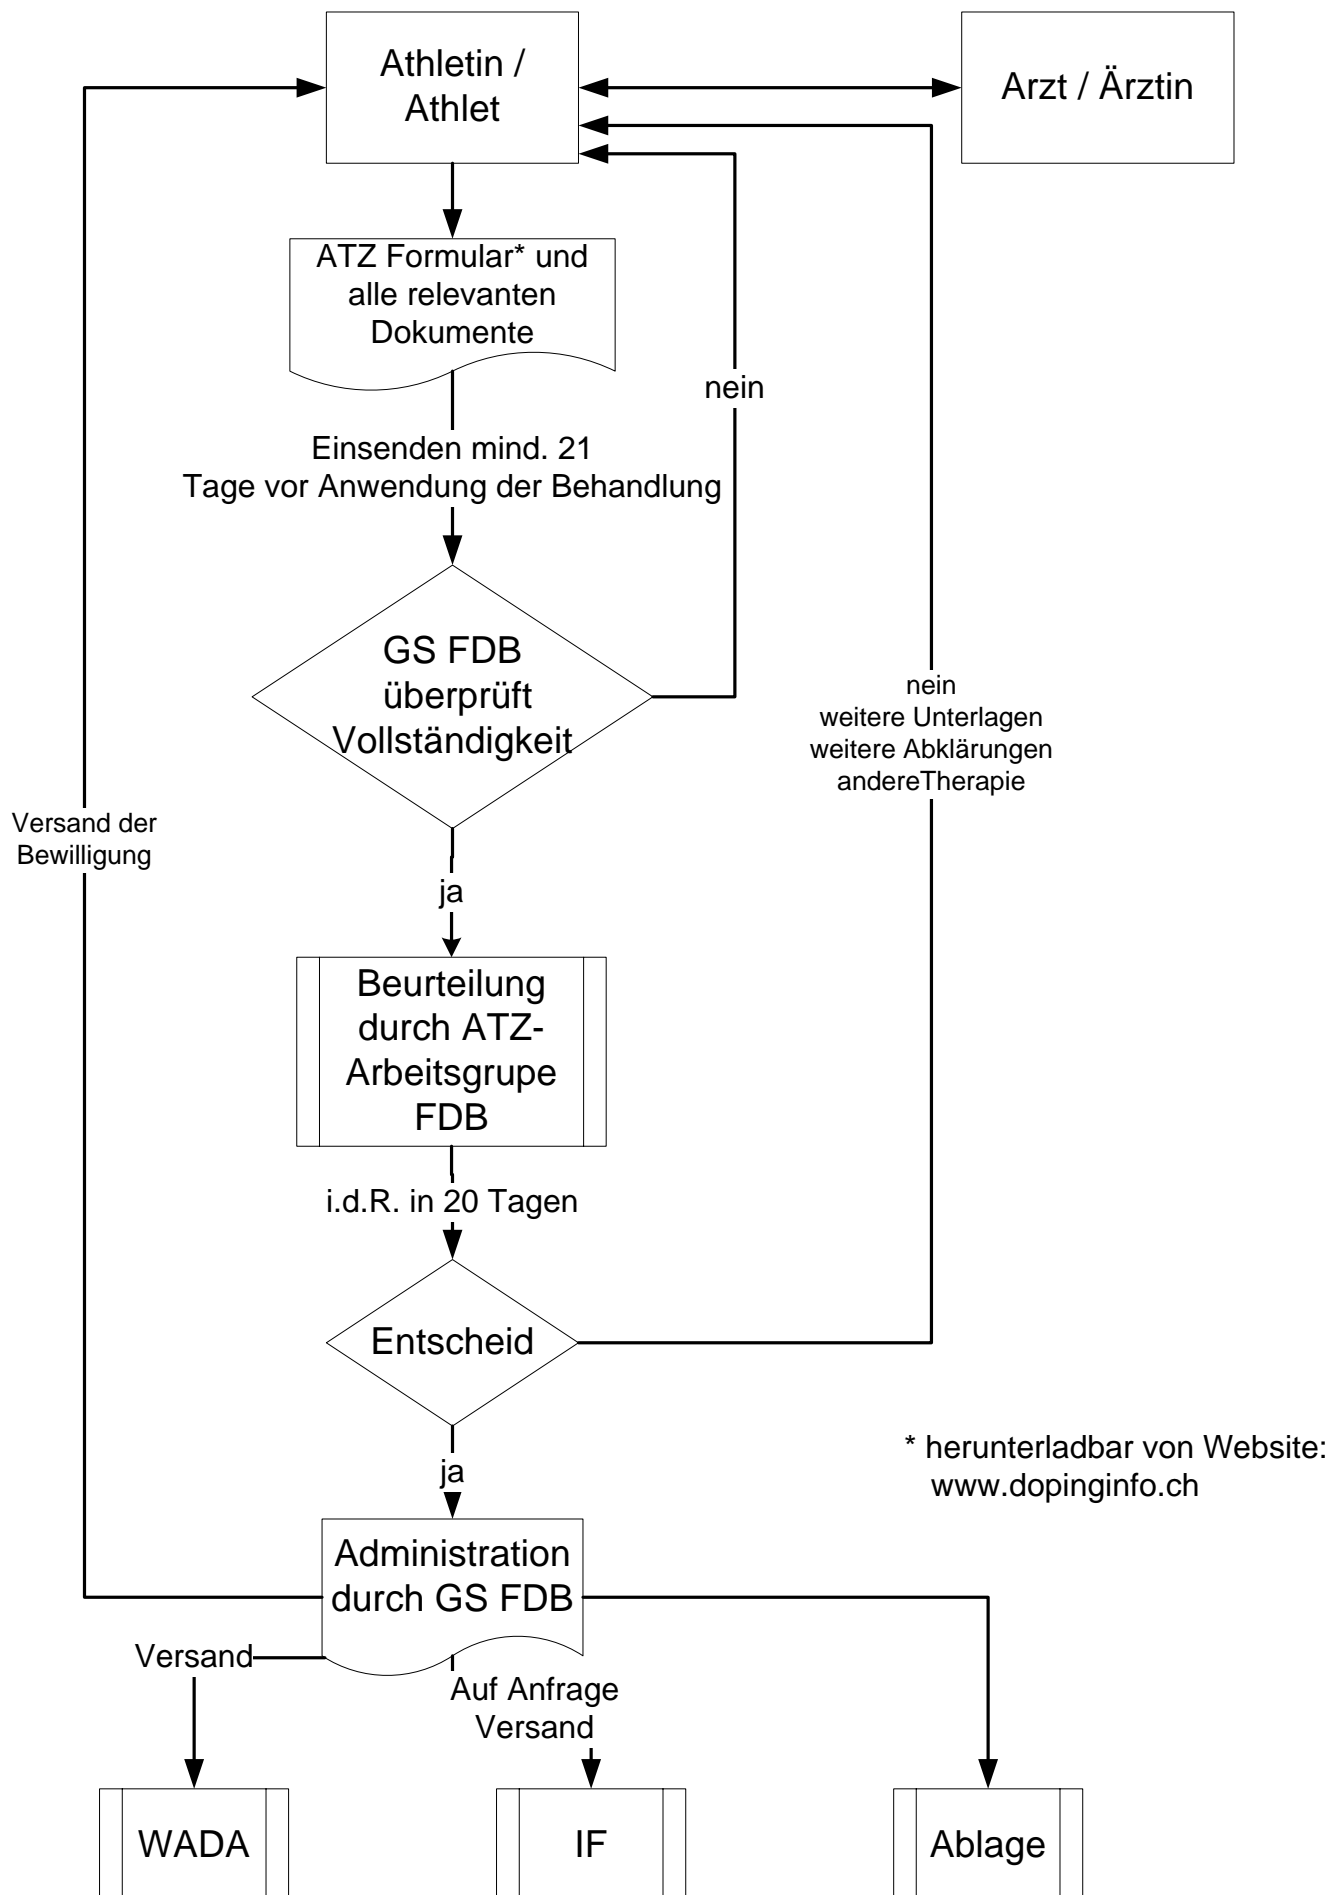 Athletin /
Athlet
Arzt / Ärztin
ATZ Formular* und
alle relevanten
Dokumente
nein
Einsenden mind. 21
Tage vor Anwendung der Behandlung
GS FDB
überprüft
Vollständigkeit
nein
weitere Unterlagen
weitere Abklärungen
andereTherapie
Versand der
Bewilligung
ja
Beurteilung
durch ATZ-
Arbeitsgrupe
FDB
i.d.R. in 20 Tagen
Entscheid
* herunterladbar von Website:
www.dopinginfo.ch
ja
Administration
durch GS FDB
Versand
Auf Anfrage
Versand
WADA
IF
Ablage